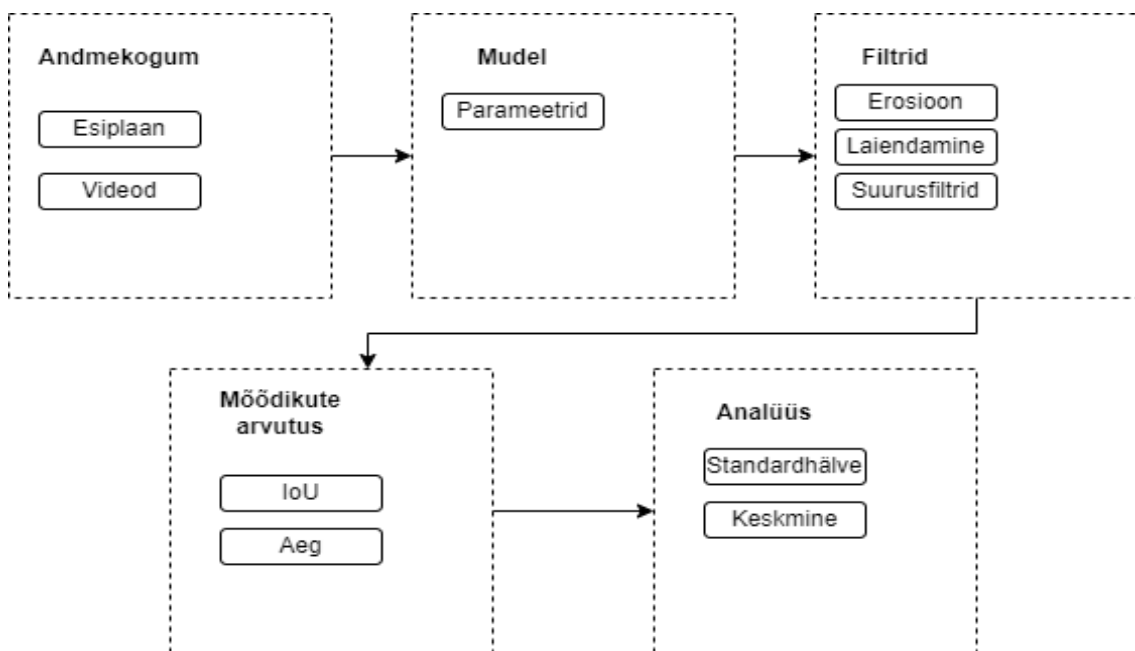 Andmekogum
Esiplaan
Videod
Mudel
Parameetrid
Filtrid
Erosioon
Laiendamine
Suurusfiltrid
Mõõdikute
arvutus
IoU
Aeg
Analüüs
Standardhälve
Keskmine